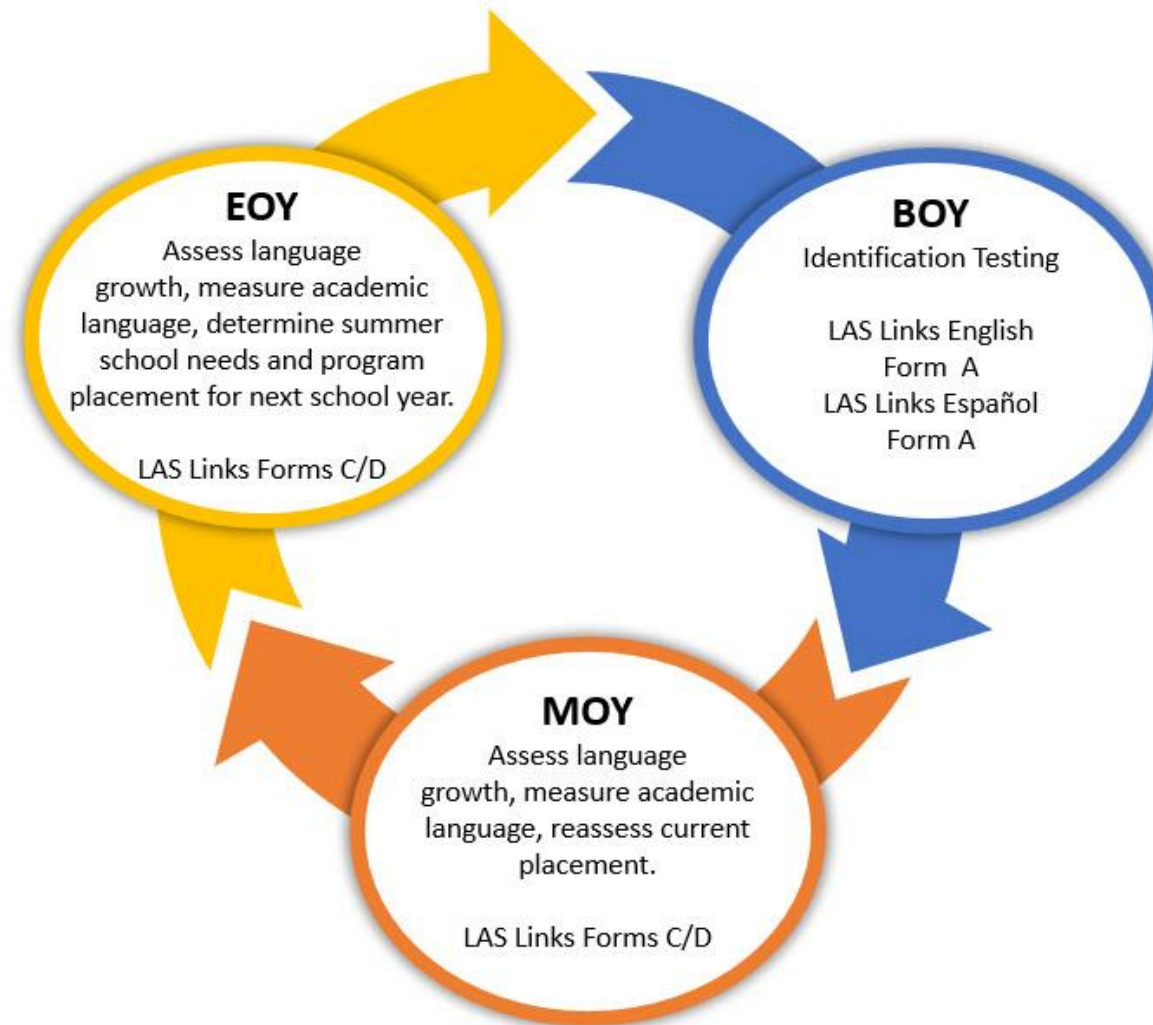 EOY
Assess language
growth, measure academic
language, determine summer
school needs and program
placement for next school year.
LAS Links Forms C/D
BOY
Identification Testing
LAS Links English
Form A
LAS Links Español
Form A
MOY
Assess language
growth, measure academic
language, reassess current
placement.
LAS Links Forms C/D